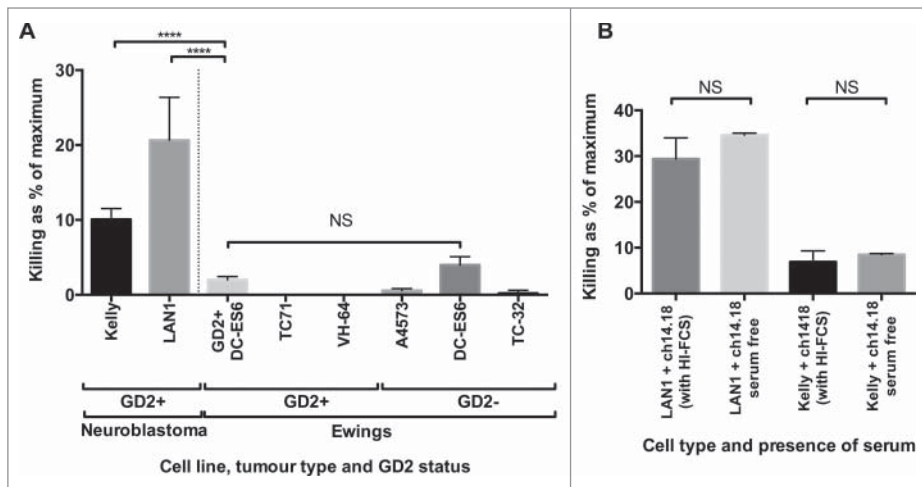 A
****
****
30
20
10
0
Killing as % of maximum
NS
Kelly
LAN1
GD2+
DC-ES6
TC71
VH-64
A4573
DC-ES6
TC-32
GD2+
GD2+
GD2-
Neuroblastoma
Ewings
Cell line, tumour type and GD2 status
B
NS
NS
40
30
20
10
0
Killing as % of maximum
LAN1 + ch14.18
(with HI-FCS)
LAN1 + ch14.18
serum free
Kelly + ch1418
(with HI-FCS)
Kelly + ch14.18
serum free
Cell type and presence of serum